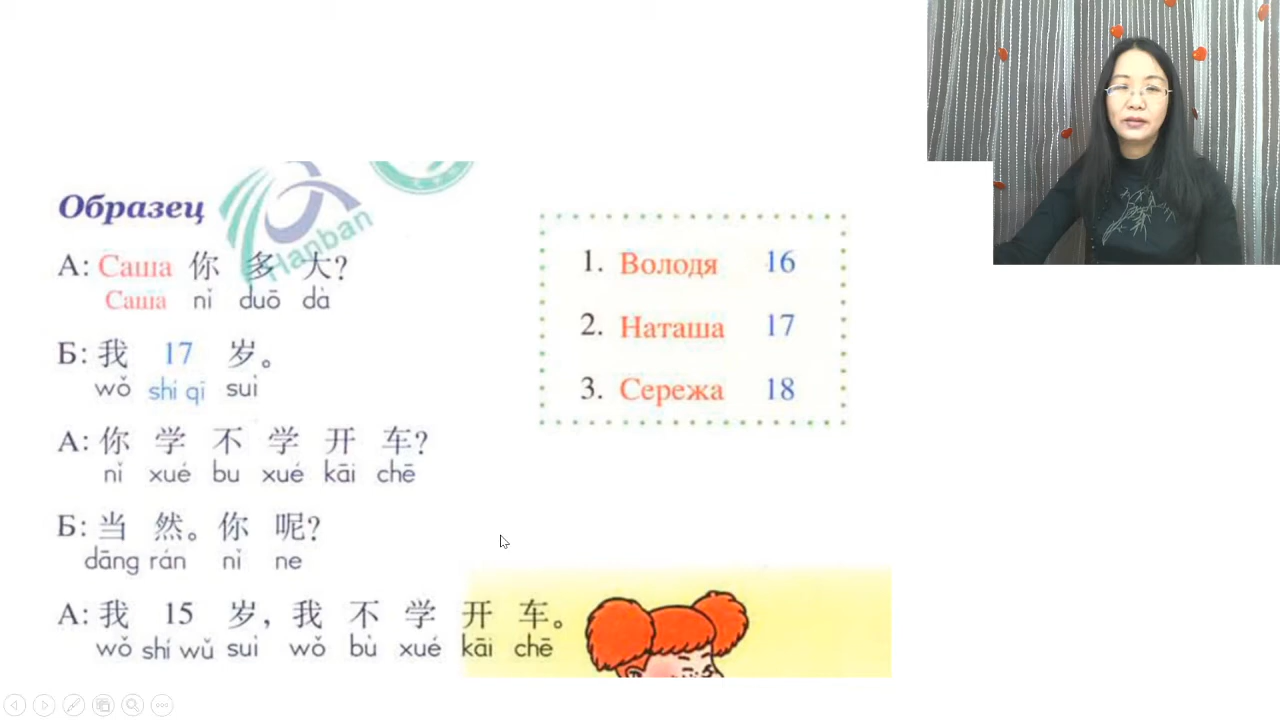 Образец
Hanban
А: Саша 你 多 大?
Саша nǐ duō dà
Б: 我 17 岁。
wǒ shí qī suì
А: 你 学 不 学 开 车?
nǐ xué bu xué kāi chē
Б: 当 然。你 呢?
dāng rán nǐ ne
А: 我 15 岁, 我 不 学 开 车。
wǒ shí wǔ suì wǒ bù xué kāi chē
1. Володя 16
2. Наташа 17
3. Сережа 18